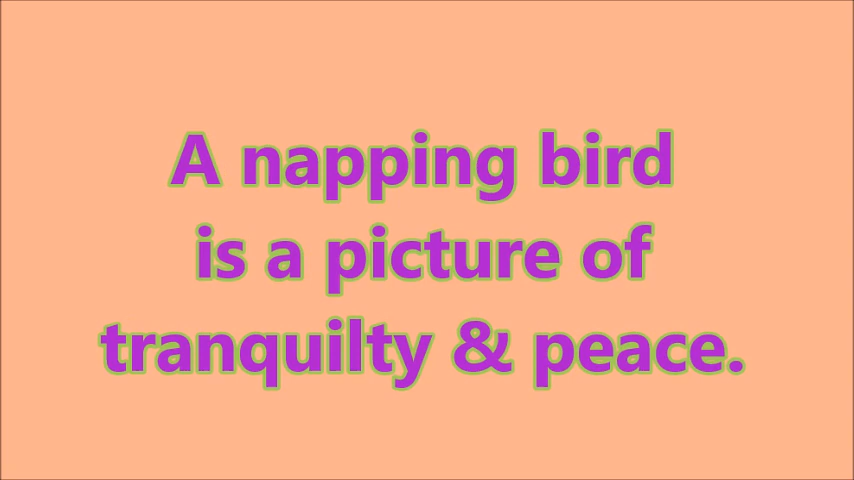 A napping bird
is a picture of
tranquilty & peace.